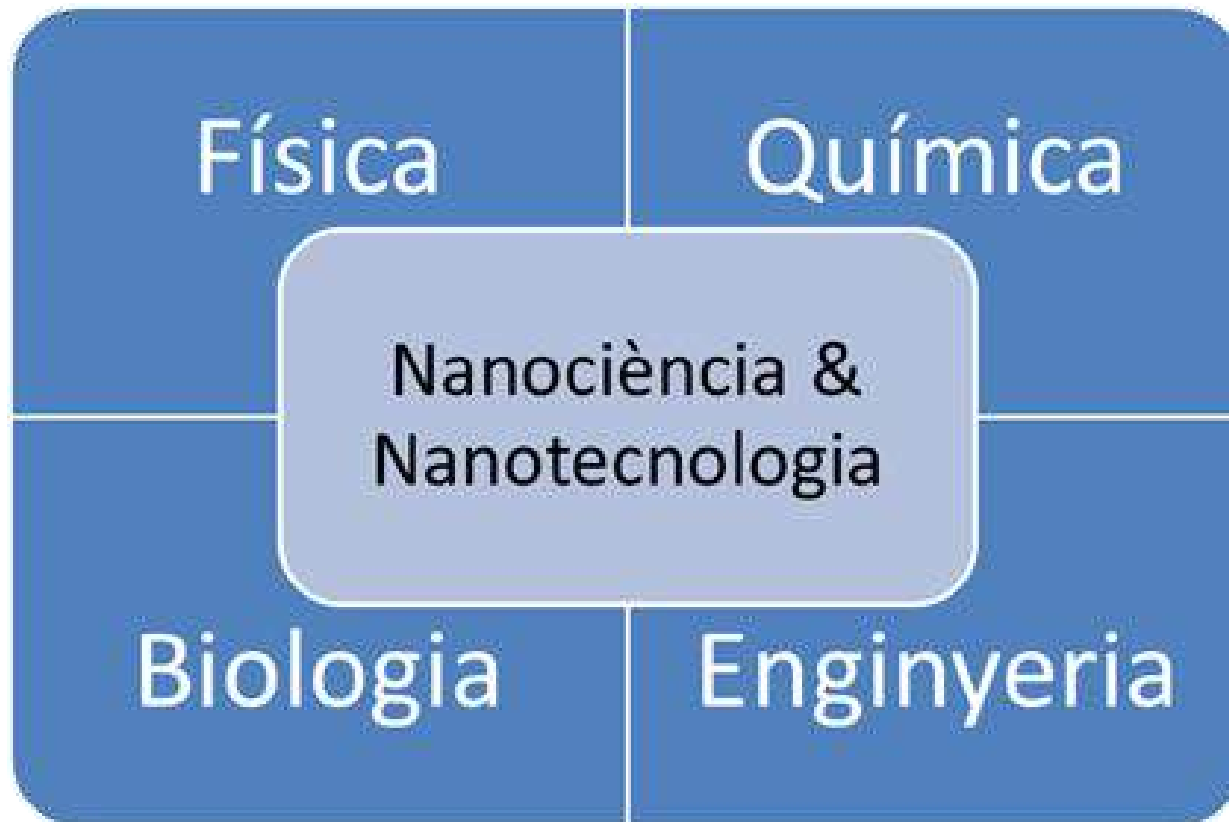 Física
Química
Nanociència &
Nanotecnologia
Biologia
Enginyeria